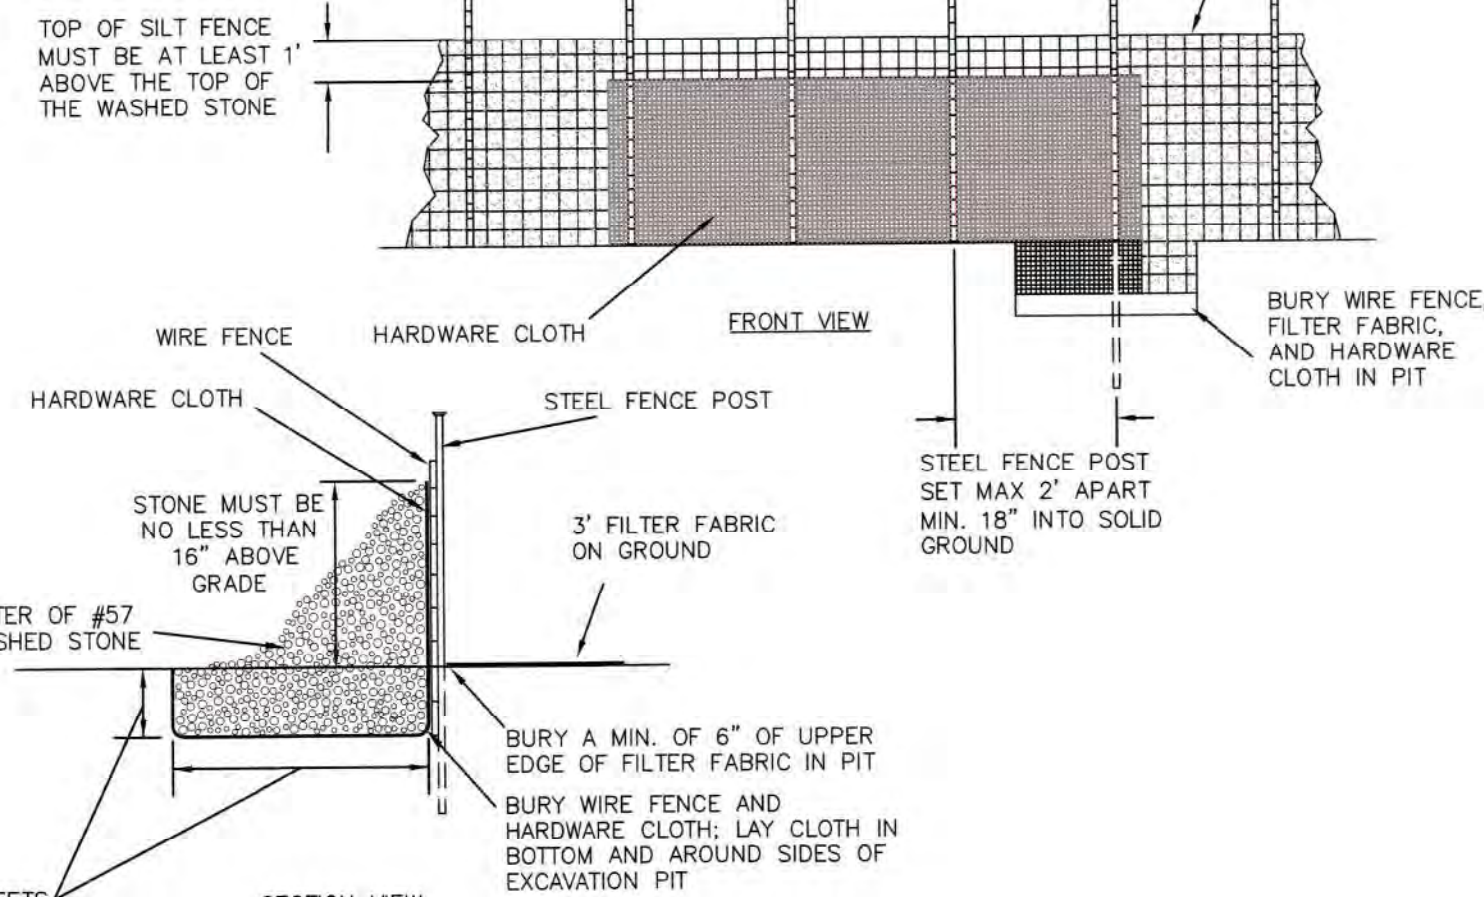 TOP OF SILT FENCE
MUST BE AT LEAST 1'
ABOVE THE TOP OF
THE WASHED STONE
FRONT VIEW
BURY WIRE FENCE
FILTER FABRIC,
AND HARDWARE
CLOTH IN PIT
WIRE FENCE
HARDWARE CLOTH
HARDWARE CLOTH
STEEL FENCE POST
STEEL FENCE POST
SET MAX 2' APART
MIN. 18" INTO SOLID
GROUND
STONE MUST BE
NO LESS THAN
16" ABOVE
GRADE
3' FILTER FABRIC
ON GROUND
OF #57
STONE
BURY A MIN. OF 6" OF UPPER
EDGE OF FILTER FABRIC IN PIT
BURY WIRE FENCE AND
HARDWARE CLOTH; LAY CLOTH IN
BOTTOM AND AROUND SIDES OF
EXCAVATION PIT